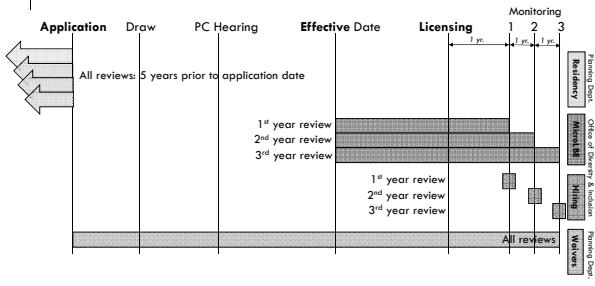 Monitoring
Application Draw PC Hearing Effective Date Licensing 1 2 3
1 yr. 1 yr. 1 yr.
All reviews: 5 years prior to application date
Residency
Planning Dept.
1st year review
2nd year review
3rd year review
MicroLBE
Office of Diversity & Inclusion
1st year review
2nd year review
3rd year review
Hiring
All reviews
Waivers
Planning Dept.